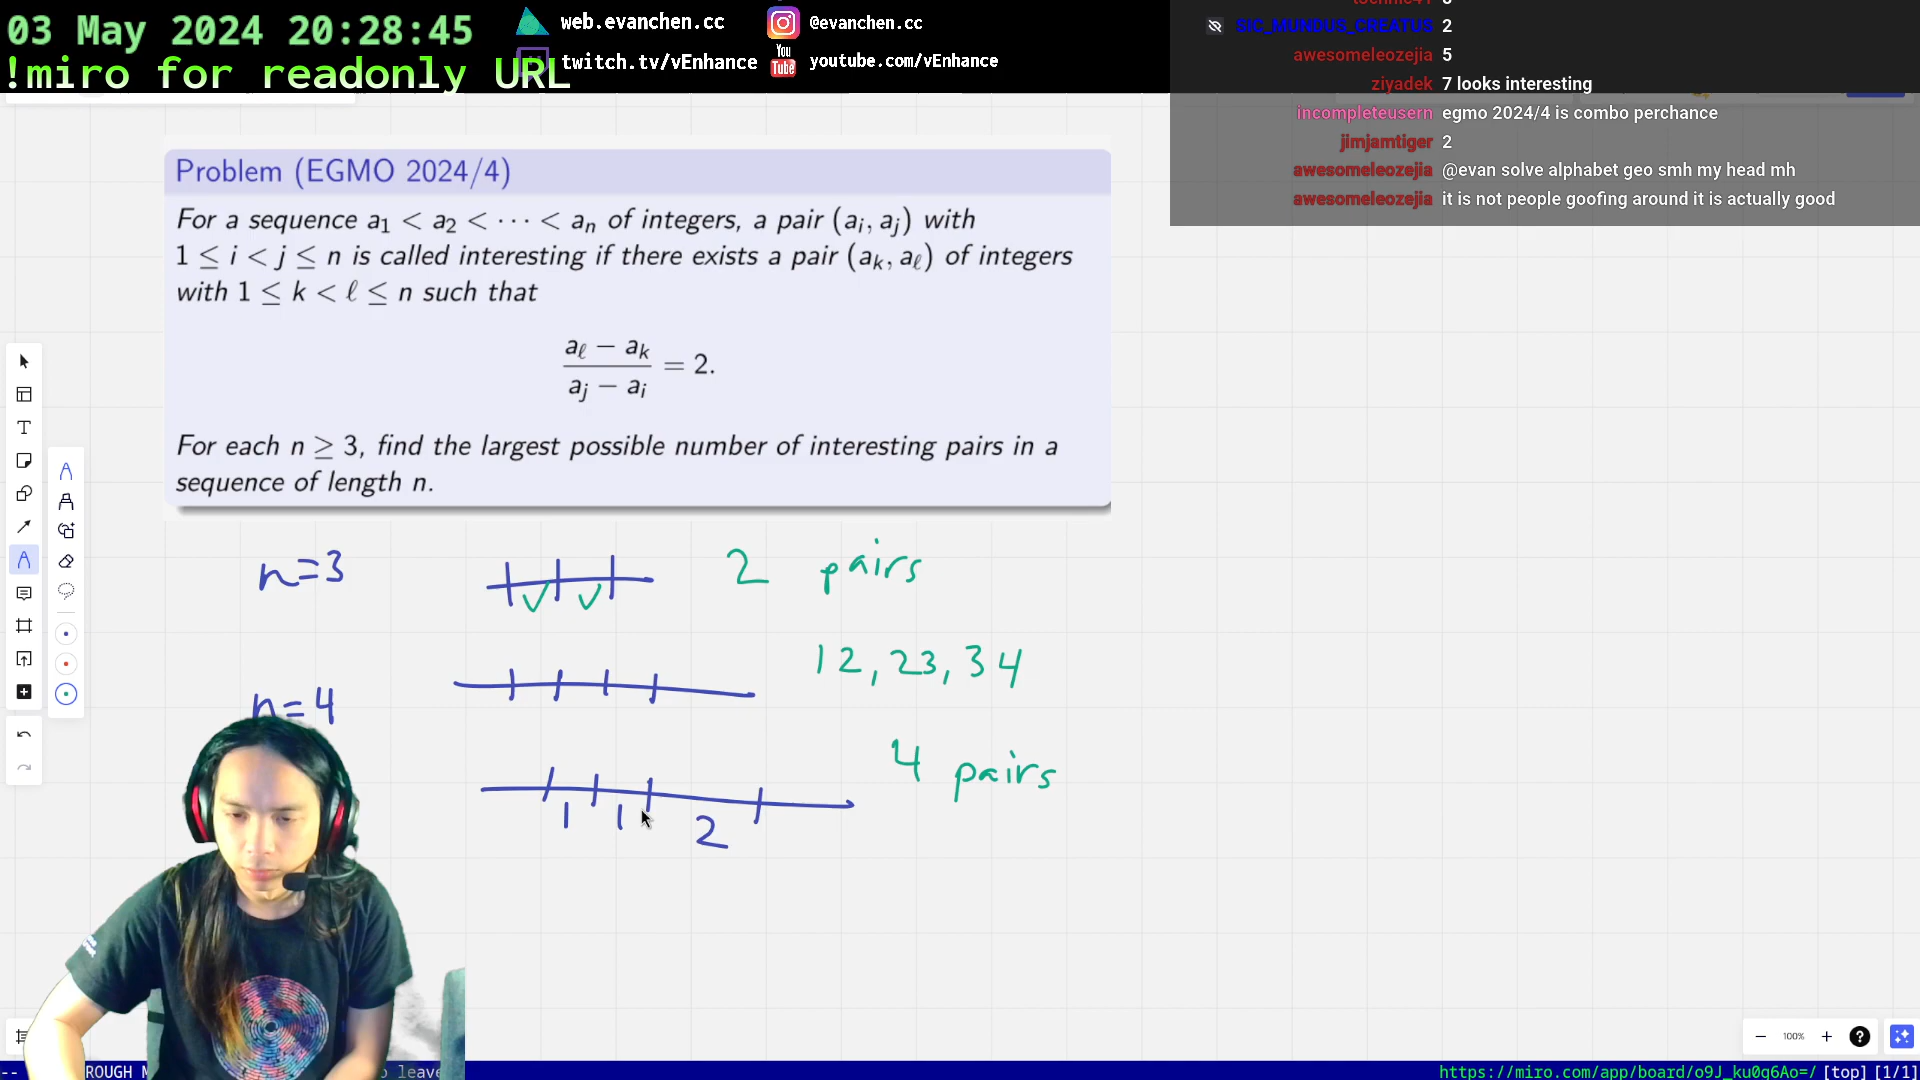 03 May 2024 20:28:45
!miro for readonly URL
web.evanchen.cc
@evanchen.cc
twitch.tv/vEnhance
You Tube
youtube.com/vEnhance
SIC_MUNDUS_CREATUS 2
awesomeleozejia 5
ziyadek 7 looks interesting
incompleteusern egmo 2024/4 is combo perchance
jimjamtiger 2
awesomeleozejia @evan solve alphabet geo smh my head mh
awesomeleozejia it is not people goofing around it is actually good
Problem (EGMO 2024/4)
For a sequence a₁ < a₂ < ⋯ < aₙ of integers, a pair (aᵢ, aⱼ) with
1 ≤ i < j ≤ n is called interesting if there exists a pair (aₖ, a_ℓ) of integers
with 1 ≤ k < ℓ ≤ n such that
(a_ℓ − aₖ)/(aⱼ − aᵢ) = 2.
For each n ≥ 3, find the largest possible number of interesting pairs in a
sequence of length n.
n=3
2 pairs
12, 23, 34
n=4
4 pairs
1 1 2
100%
https://miro.com/app/board/o9J_ku0g6Ao=/ [top] [1/1]